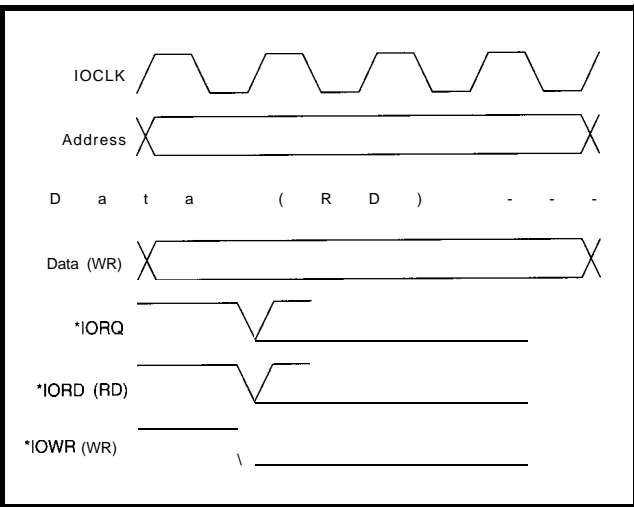 IOCLK
Address
D a t a ( R D ) - - -
Data (WR)
*IORQ
*IORD (RD)
*IOWR (WR)
\